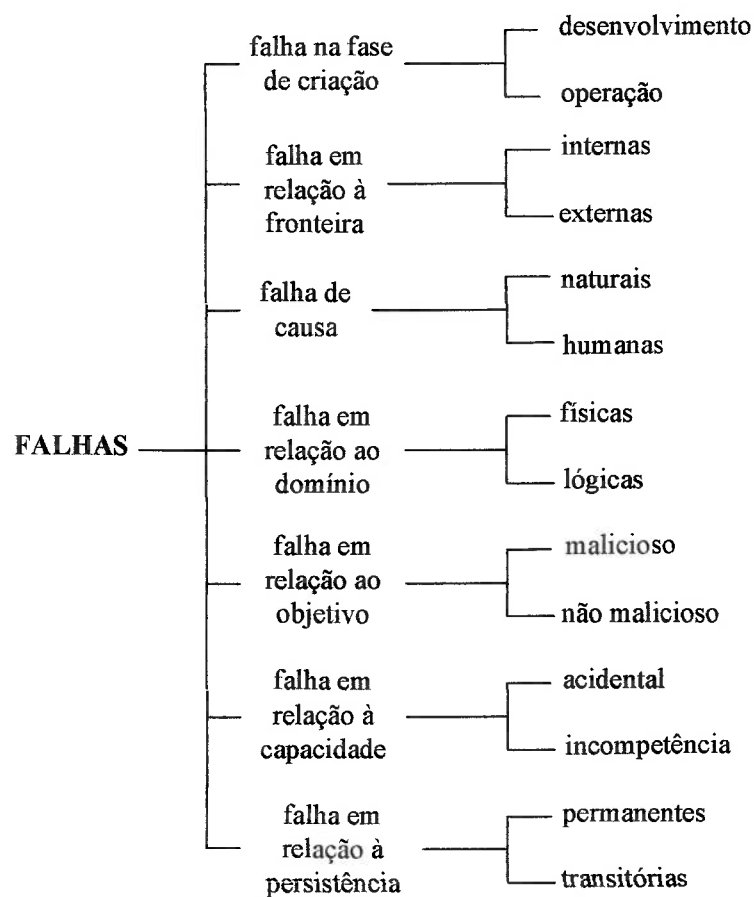 FALHAS
falha na fase
de criação
desenvolvimento
operação
falha em
relação à
fronteira
internas
externas
falha de
causa
naturais
humanas
falha em
relação ao
domínio
físicas
lógicas
falha em
relação ao
objetivo
malicioso
não malicioso
falha em
relação à
capacidade
acidental
incompetência
falha em
relação à
persistência
permanentes
transitórias